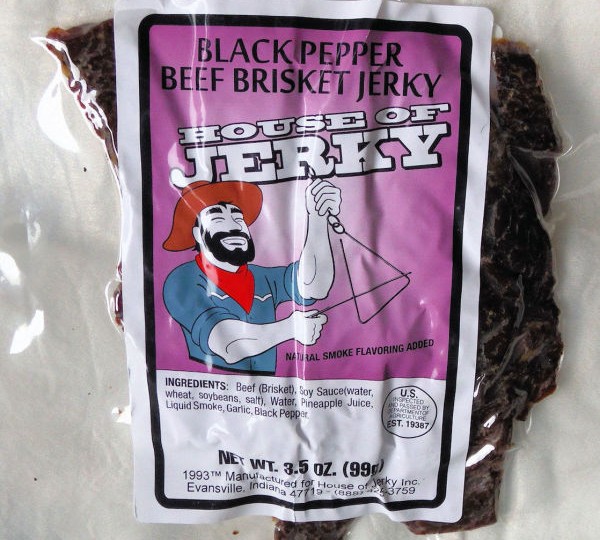 BLACK PEPPER
BEEF BRISKET JERKY
HOUSE OF
JERKY
NATURAL SMOKE FLAVORING ADDED
INGREDIENTS: Beef (Brisket), Soy Sauce(water,
wheat, soybeans, salt), Water, Pineapple Juice,
Liquid Smoke, Garlic, Black Pepper.
U.S.
INSPECTED
AND PASSED BY
DEPARTMENT OF
AGRICULTURE
EST. 19387
NET WT. 3.5 OZ. (99g)
1993™ Manufactured for House of Jerky Inc.
Evansville, Indiana 47719 - (888) 3759